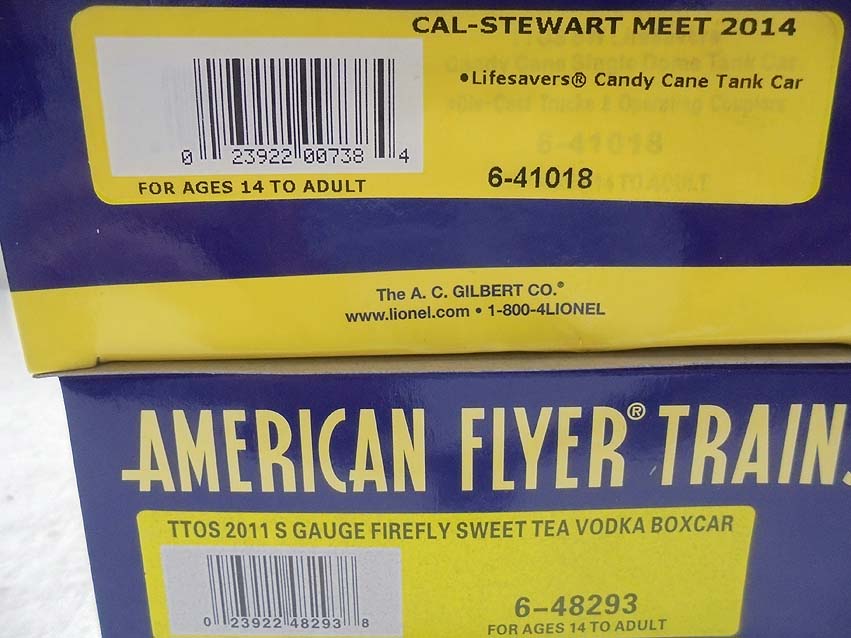 CAL-STEWART MEET 2014
•Lifesavers® Candy Cane Tank Car
0 23922 00738 4
6-41018
FOR AGES 14 TO ADULT
The A. C. GILBERT CO.®
www.lionel.com • 1-800-4LIONEL
AMERICAN FLYER® TRAIN
TTOS 2011 S GAUGE FIREFLY SWEET TEA VODKA BOXCAR
0 23922 48293 8
6-48293
FOR AGES 14 TO ADULT